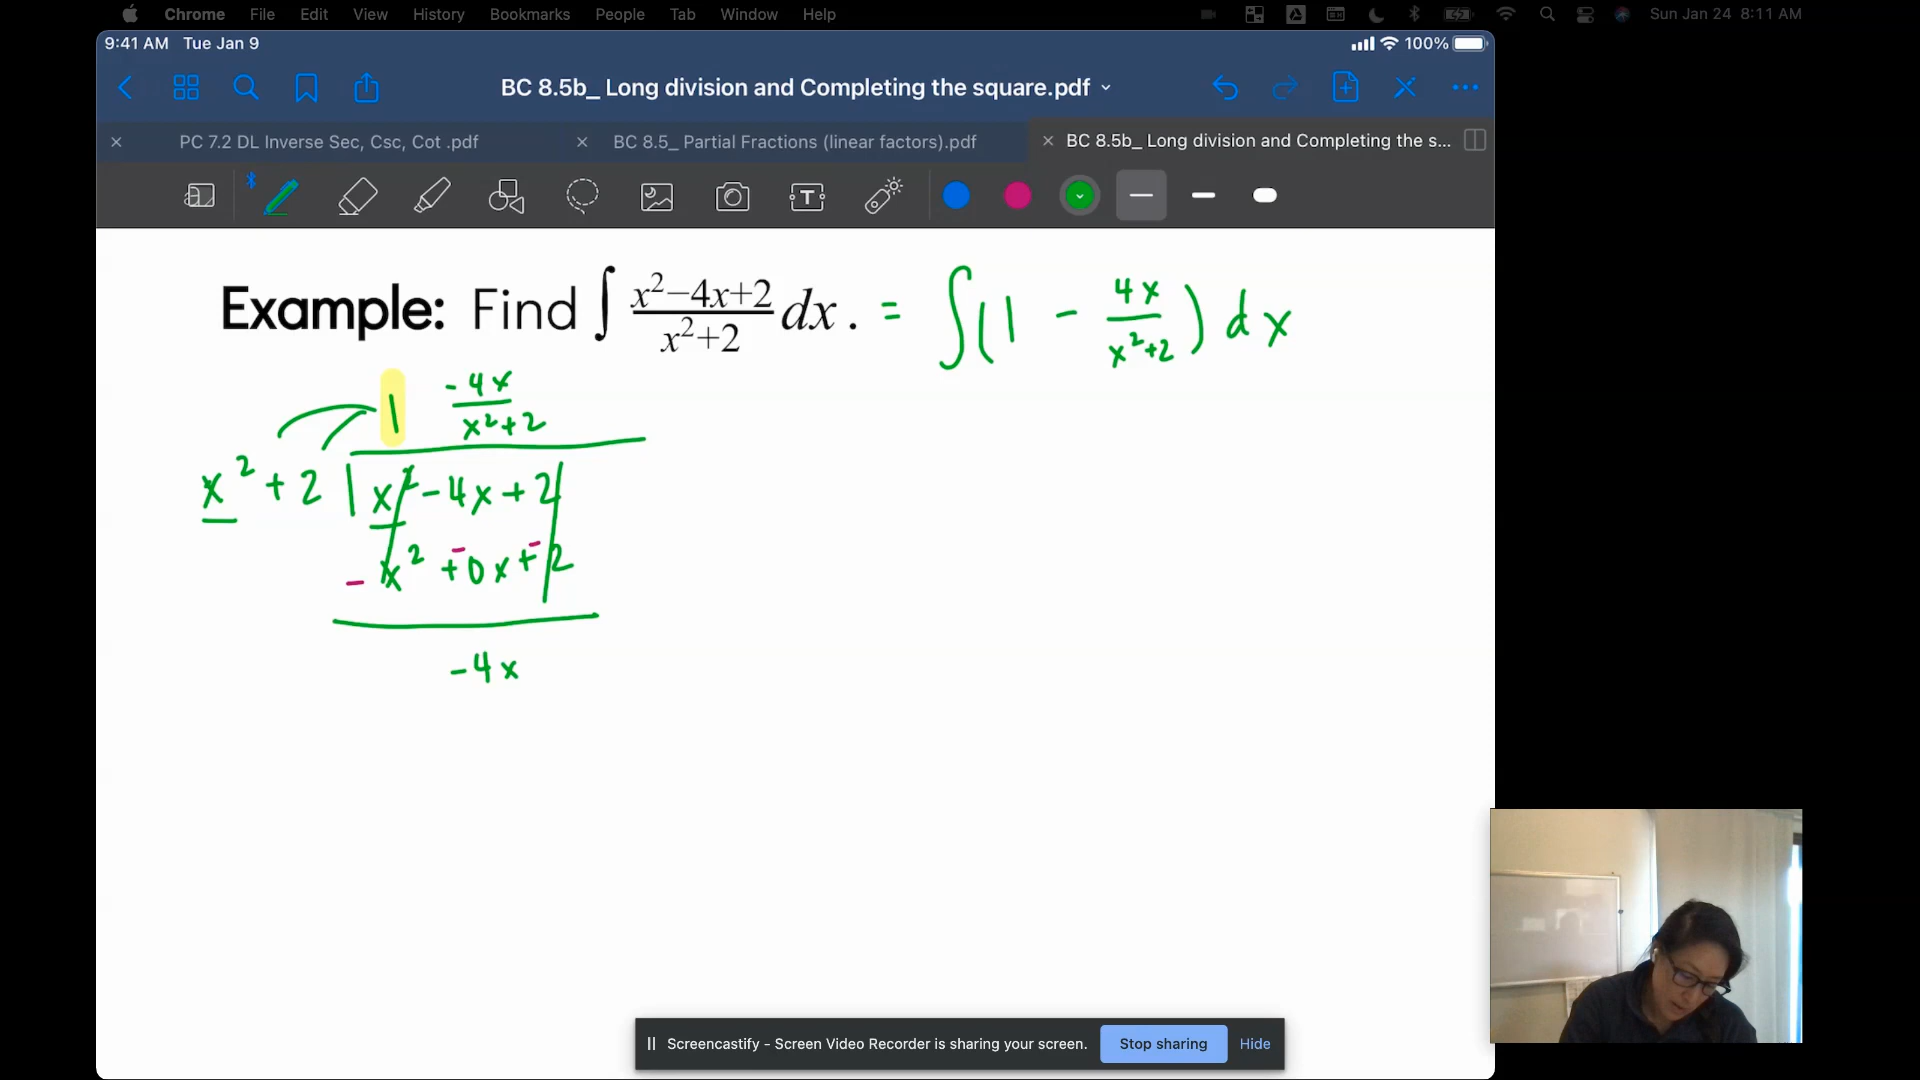 Chrome File Edit View History Bookmarks People Tab Window Help Sun Jan 24 8:11 AM
9:41 AM Tue Jan 9 100%
BC 8.5b_ Long division and Completing the square.pdf
PC 7.2 DL Inverse Sec, Csc, Cot .pdf BC 8.5_ Partial Fractions (linear factors).pdf BC 8.5b_ Long division and Completing the s...
T
Example: Find ∫ (x²−4x+2)/(x²+2) dx . = ∫(1 - 4x/(x²+2)) dx
1 -4x/(x²+2)
x²+2 | x²-4x+2
- x² +0x+2
-4x
Screencastify - Screen Video Recorder is sharing your screen. Stop sharing Hide